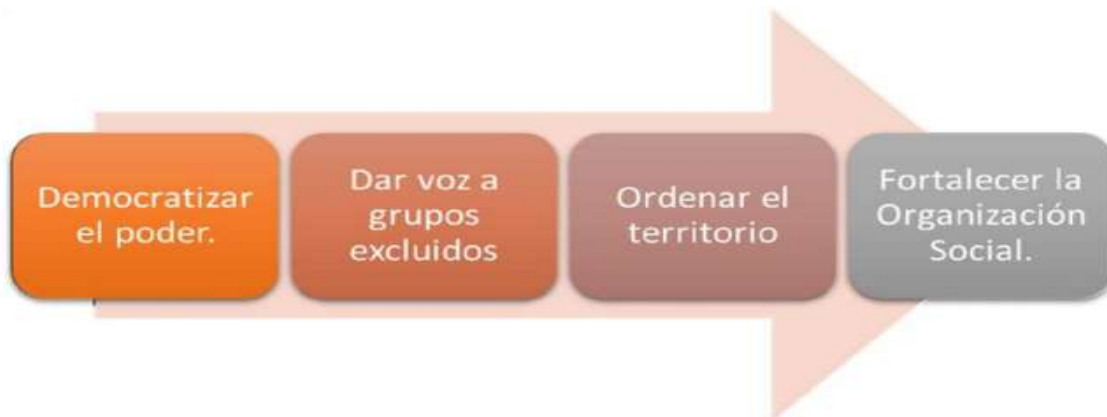 Democratizar
el poder.
Dar voz a
grupos
excluidos
Ordenar el
territorio
Fortalecer la
Organización
Social.